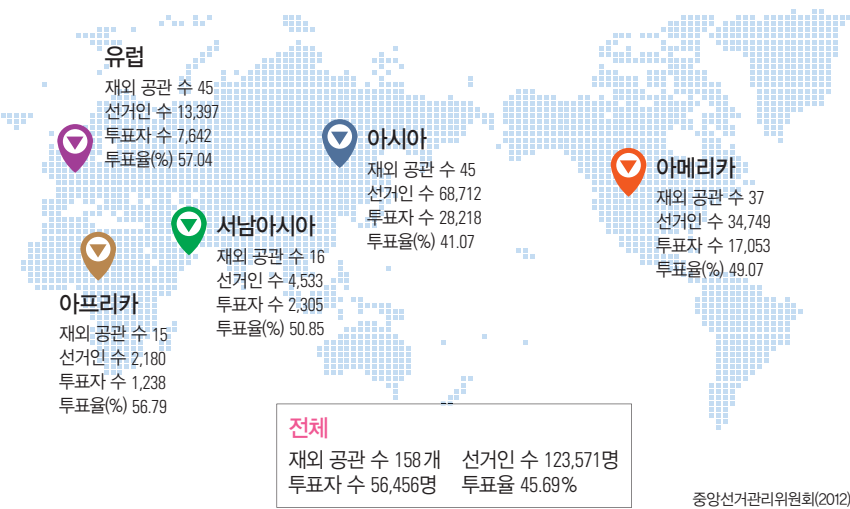 유럽
재외 공관 수 45
선거인 수 13,397
투표자 수 7,642
투표율(%) 57.04
아시아
재외 공관 수 45
선거인 수 68,712
투표자 수 28,218
투표율(%) 41.07
아메리카
재외 공관 수 37
선거인 수 34,749
투표자 수 17,053
투표율(%) 49.07
서남아시아
재외 공관 수 16
선거인 수 4,533
투표자 수 2,305
투표율(%) 50.85
아프리카
재외 공관 수 15
선거인 수 2,180
투표자 수 1,238
투표율(%) 56.79
전체
재외 공관 수 158개 선거인 수 123,571명
투표자 수 56,456명 투표율 45.69%
중앙선거관리위원회(2012)